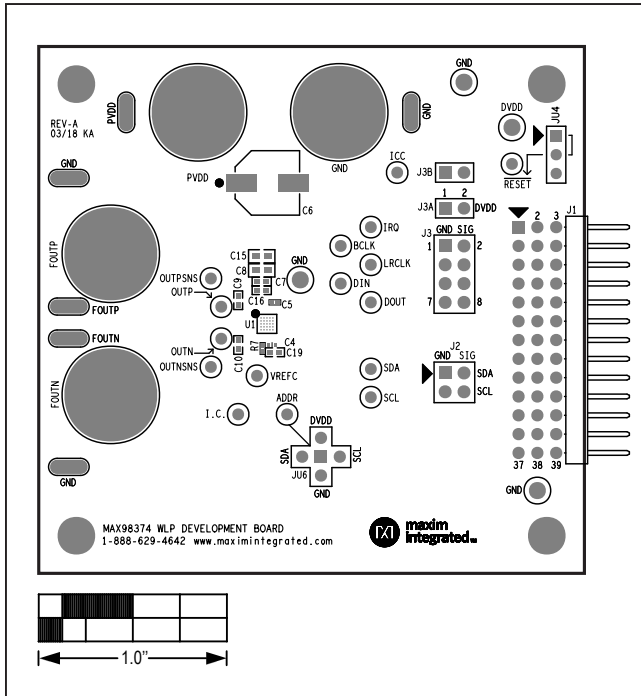 GND
REV-A
03/18 KA
PVDD
GND
DVDD
JU4
GND
PVDD
ICC
GND
J3B
RESET
C6
1 2
J3A DVDD
J1
2 3
J3 GND SIG
1 2
IRQ
BCLK
LRCLK
DIN
DOUT
7 8
FOUTP
C15
C8
C7
GND
OUTPSNS
OUTP
C9
C16
C5
U1
FOUTP
FOUTN
OUTN
OUTNSNS
C10
R7
C4
C19
VREFC
FOUTN
J2
GND SIG
SDA
SDA
SCL
SCL
I.C.
ADDR
DVDD
SDA
SCL
JU6
GND
GND
37 38 39
GND
MAX98374 WLP DEVELOPMENT BOARD
1-888-629-4642 www.maximintegrated.com
maxim
integrated™
1.0”